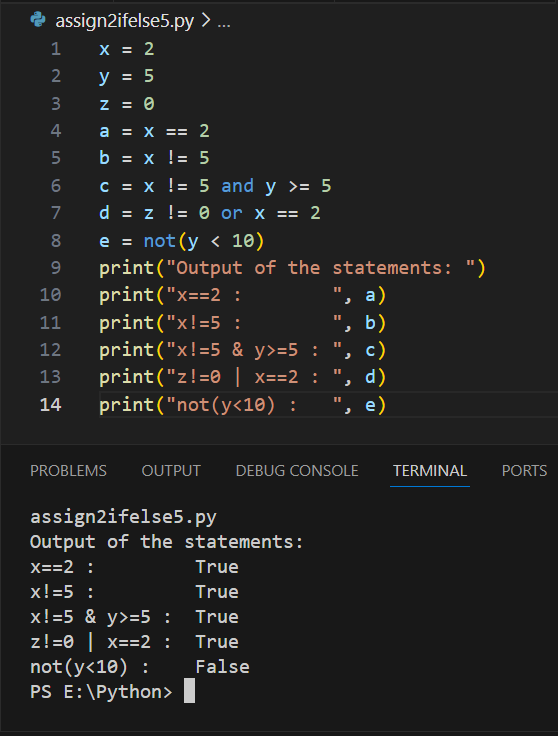 assign2ifelse5.py > ...
1 x = 2
2 y = 5
3 z = 0
4 a = x == 2
5 b = x != 5
6 c = x != 5 and y >= 5
7 d = z != 0 or x == 2
8 e = not(y < 10)
9 print("Output of the statements: ")
10 print("x==2 :        ", a)
11 print("x!=5 :        ", b)
12 print("x!=5 & y>=5 : ", c)
13 print("z!=0 | x==2 : ", d)
14 print("not(y<10) :   ", e)
PROBLEMS OUTPUT DEBUG CONSOLE TERMINAL PORTS
assign2ifelse5.py
Output of the statements:
x==2 :         True
x!=5 :         True
x!=5 & y>=5 :  True
z!=0 | x==2 :  True
not(y<10) :    False
PS E:\Python>